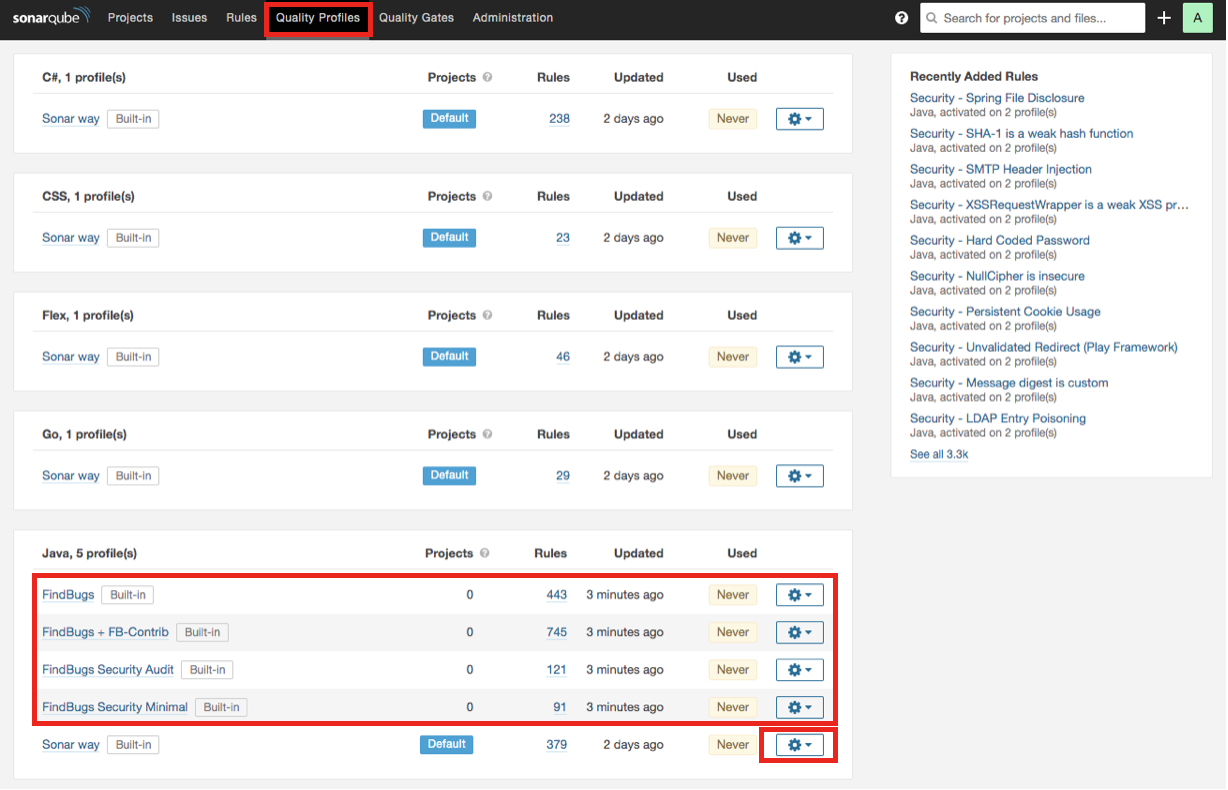 sonarqube Projects Issues Rules Quality Profiles Quality Gates Administration ? Search for projects and files... + A
C#, 1 profile(s) Projects ? Rules Updated Used
Sonar way Built-in Default 238 2 days ago Never
CSS, 1 profile(s) Projects ? Rules Updated Used
Sonar way Built-in Default 23 2 days ago Never
Flex, 1 profile(s) Projects ? Rules Updated Used
Sonar way Built-in Default 46 2 days ago Never
Go, 1 profile(s) Projects ? Rules Updated Used
Sonar way Built-in Default 29 2 days ago Never
Java, 5 profile(s) Projects ? Rules Updated Used
FindBugs Built-in 0 443 3 minutes ago Never
FindBugs + FB-Contrib Built-in 0 745 3 minutes ago Never
FindBugs Security Audit Built-in 0 121 3 minutes ago Never
FindBugs Security Minimal Built-in 0 91 3 minutes ago Never
Sonar way Built-in Default 379 2 days ago Never
Recently Added Rules
Security - Spring File Disclosure
Java, activated on 2 profile(s)
Security - SHA-1 is a weak hash function
Java, activated on 2 profile(s)
Security - SMTP Header Injection
Java, activated on 2 profile(s)
Security - XSSRequestWrapper is a weak XSS pr...
Java, activated on 2 profile(s)
Security - Hard Coded Password
Java, activated on 2 profile(s)
Security - NullCipher is insecure
Java, activated on 2 profile(s)
Security - Persistent Cookie Usage
Java, activated on 2 profile(s)
Security - Unvalidated Redirect (Play Framework)
Java, activated on 2 profile(s)
Security - Message digest is custom
Java, activated on 2 profile(s)
Security - LDAP Entry Poisoning
Java, activated on 2 profile(s)
See all 3.3k